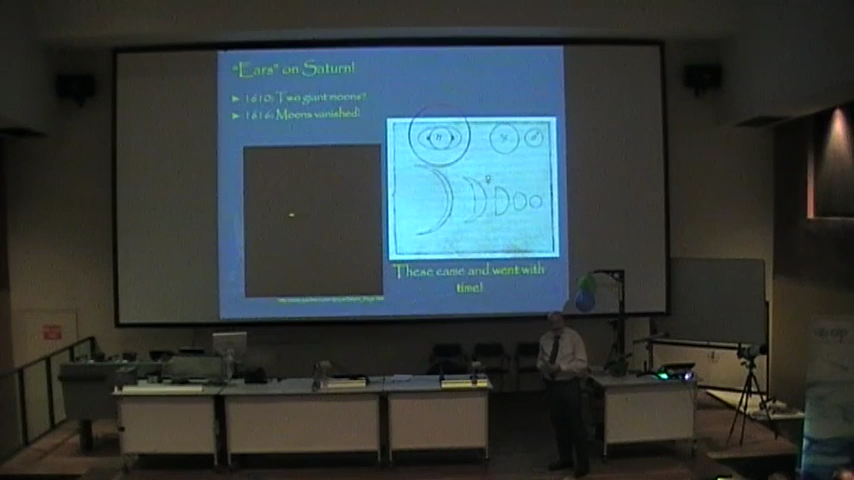 "Ears" on Saturn!
► 1610: Two giant moons?
► 1616: Moons vanished!
These came and went with
time!